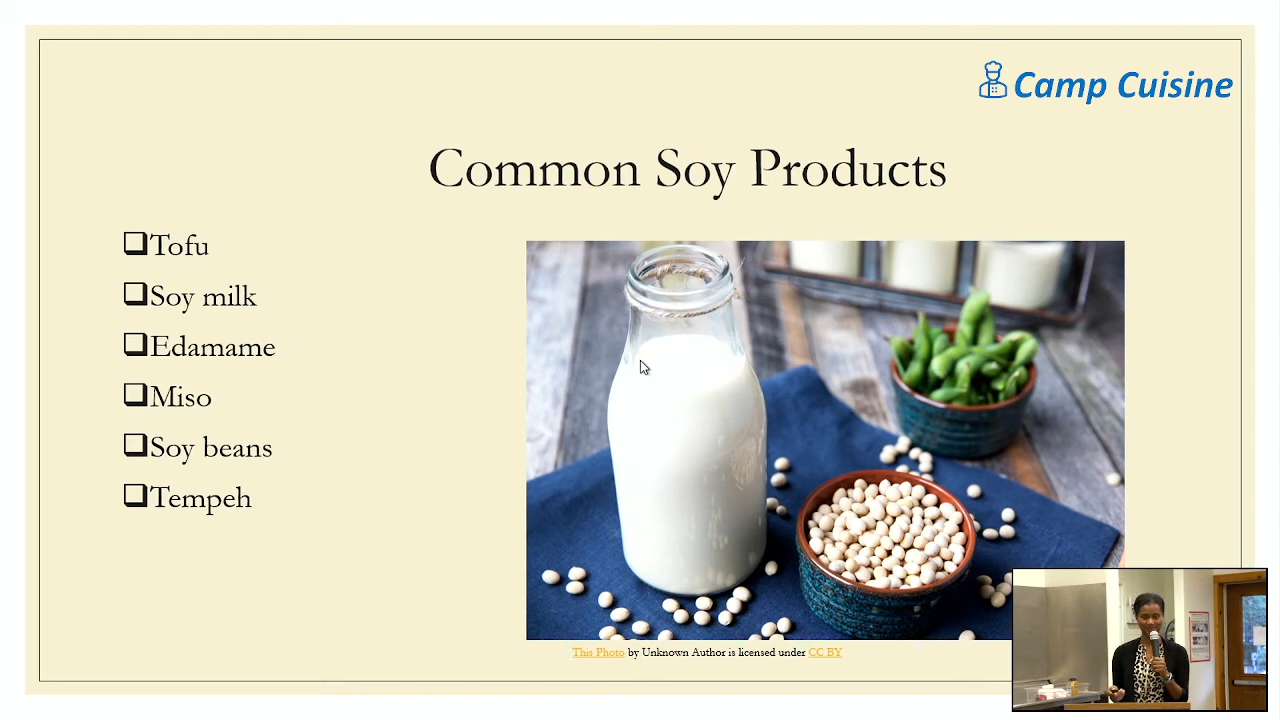 Camp Cuisine
Common Soy Products
Tofu
Soy milk
Edamame
Miso
Soy beans
Tempeh
This Photo by Unknown Author is licensed under CC BY